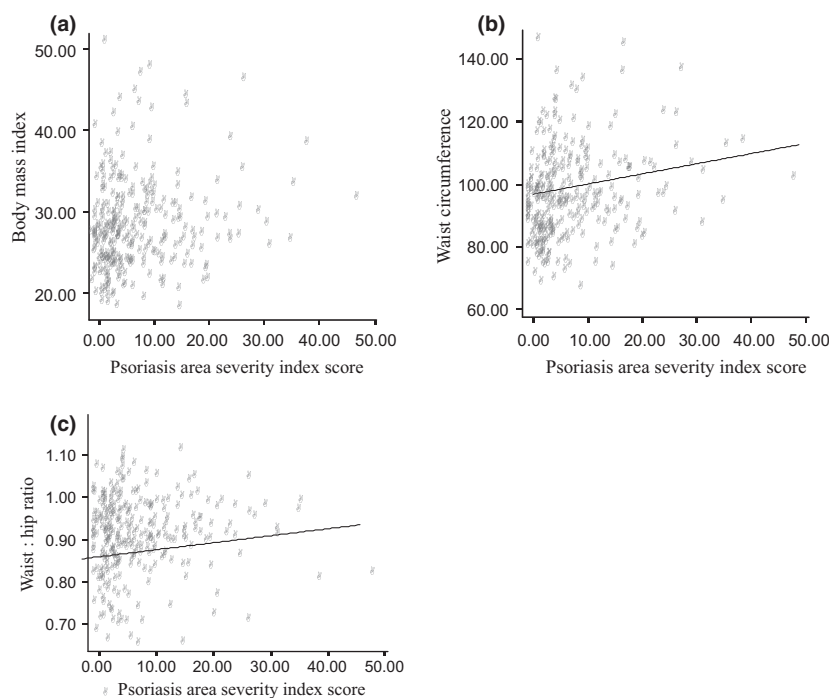 (a)
50.00
40.00
30.00
20.00
Body mass index
0.00 10.00 20.00 30.00 40.00 50.00
Psoriasis area severity index score
(b)
140.00
120.00
100.00
80.00
60.00
Waist circumference
0.00 10.00 20.00 30.00 40.00 50.00
Psoriasis area severity index score
(c)
1.10
1.00
0.90
0.80
0.70
Waist : hip ratio
0.00 10.00 20.00 30.00 40.00 50.00
Psoriasis area severity index score